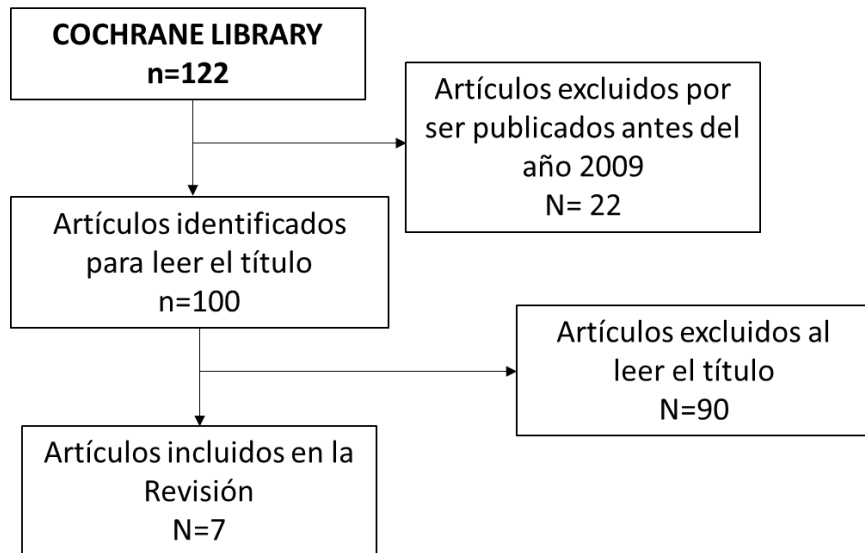 COCHRANE LIBRARY
n=122
Artículos excluidos por
ser publicados antes del
año 2009
N= 22
Artículos identificados
para leer el título
n=100
Artículos excluidos al
leer el título
N=90
Artículos incluidos en la
Revisión
N=7